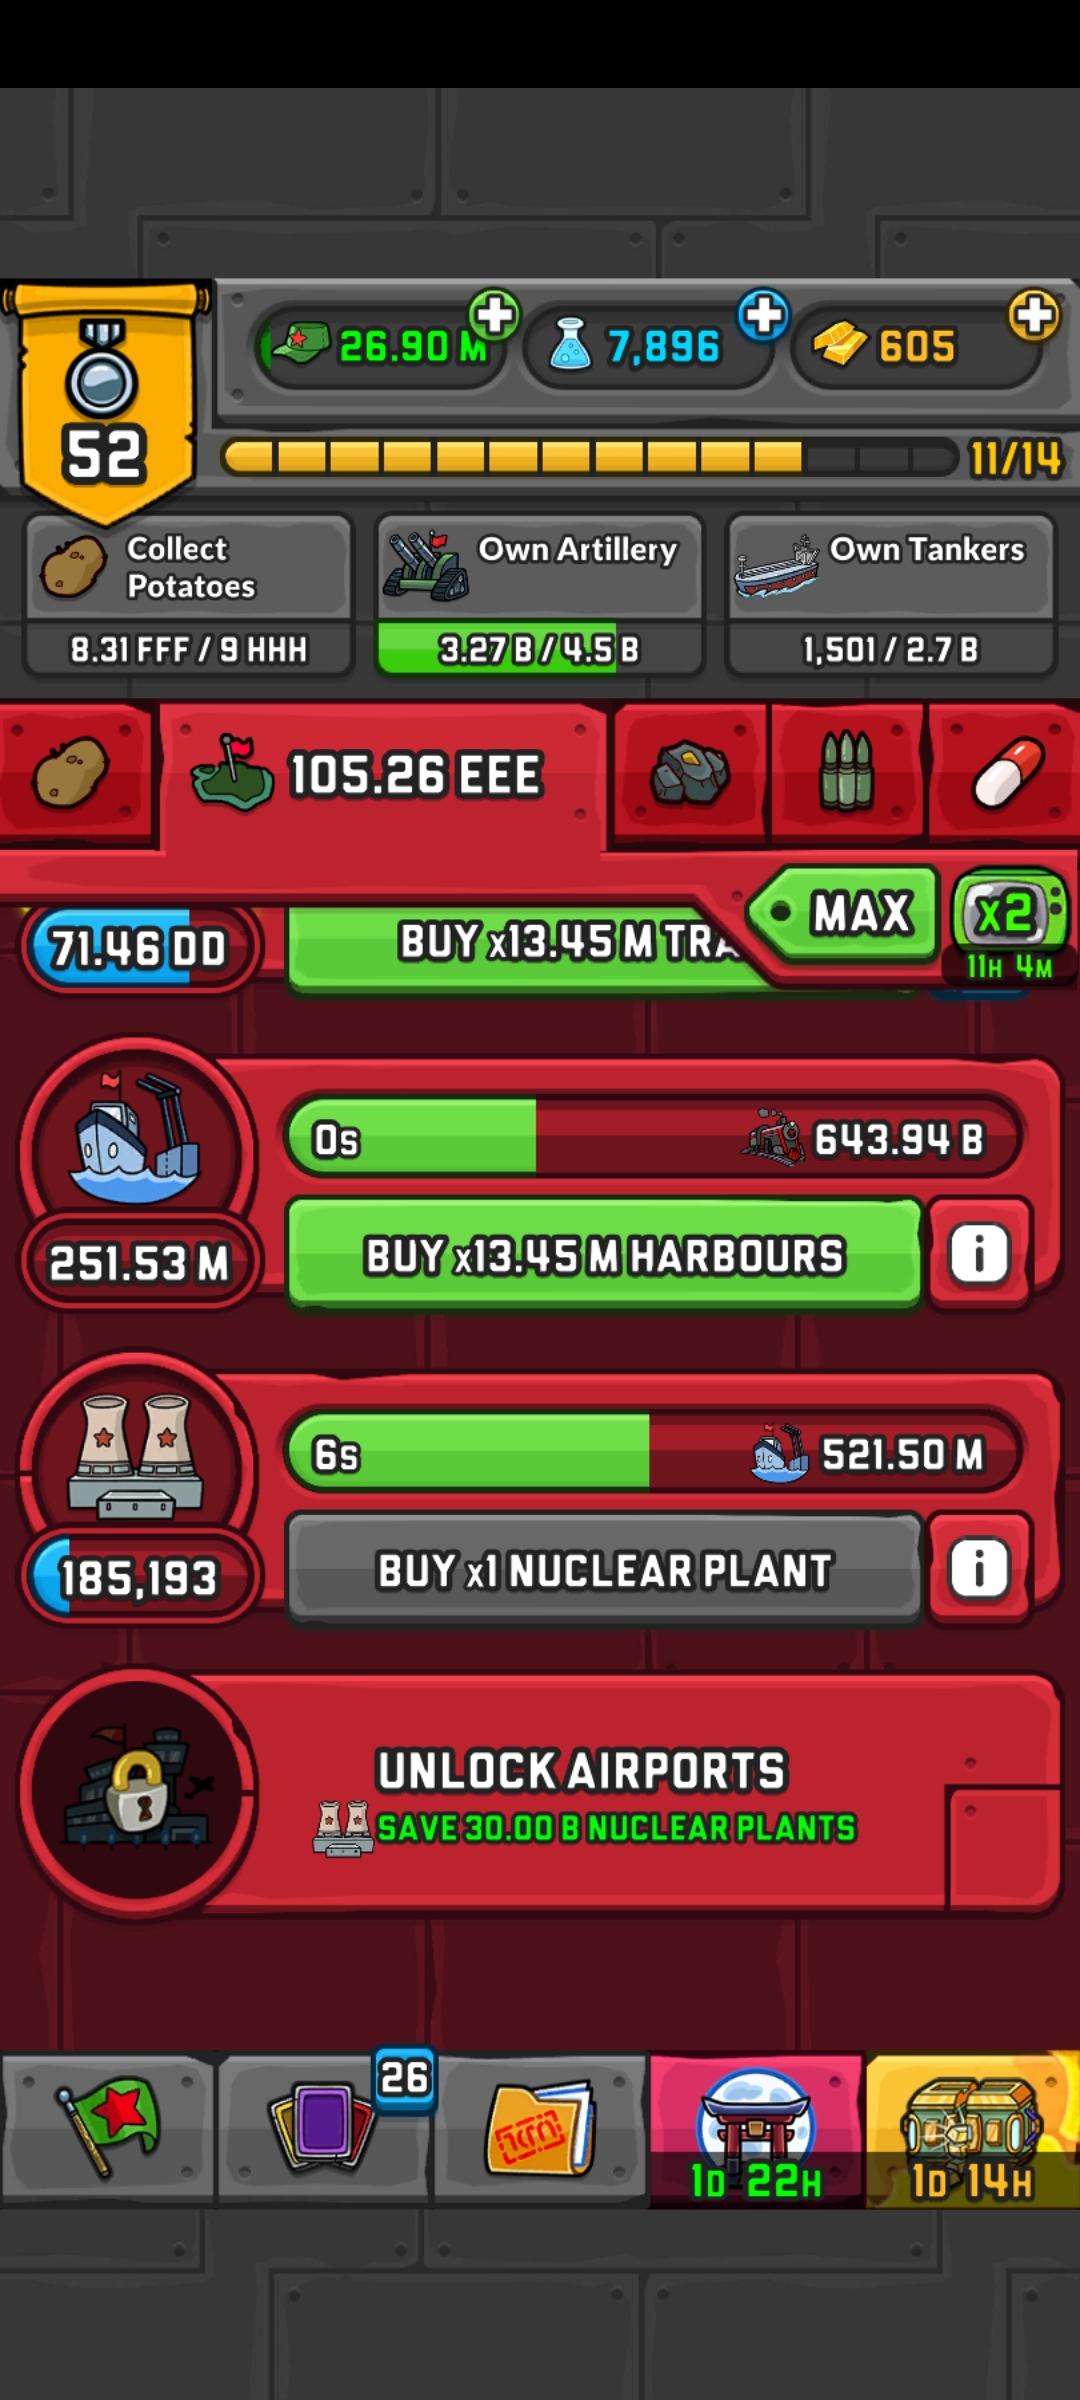 26.90 M
7,896
605
52
11/14
Collect
Potatoes
8.31 FFF / 9 HHH
Own Artillery
3.27 B / 4.5 B
Own Tankers
1,501 / 2.7 B
105.26 EEE
MAX
x2
11H 4M
71.46 DD
BUY x13.45 M TRA
0s
643.94 B
251.53 M
BUY x13.45 M HARBOURS
i
6s
521.50 M
185,193
BUY x1 NUCLEAR PLANT
i
UNLOCK AIRPORTS
SAVE 30.00 B NUCLEAR PLANTS
26
1D 22H
1D 14H